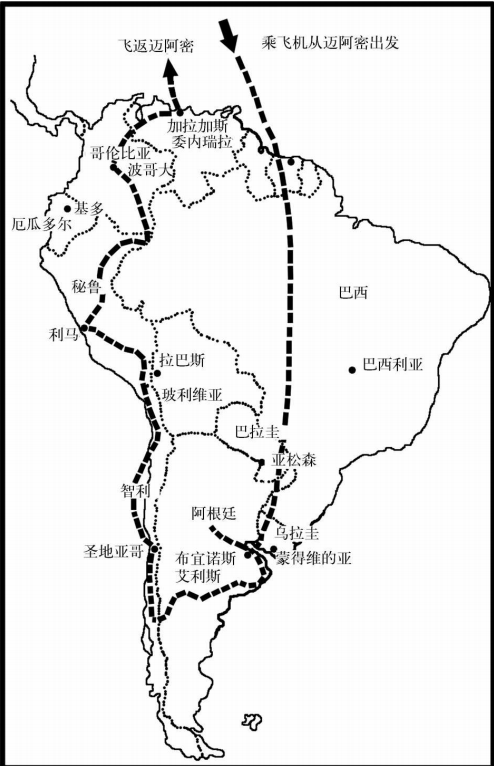 飞返迈阿密
乘飞机从迈阿密出发
加拉加斯
委内瑞拉
哥伦比亚
波哥大
基多
厄瓜多尔
秘鲁
巴西
利马
拉巴斯
巴西利亚
玻利维亚
巴拉圭
亚松森
智利
阿根廷
乌拉圭
圣地亚哥
布宜诺斯
艾利斯
蒙得维的亚